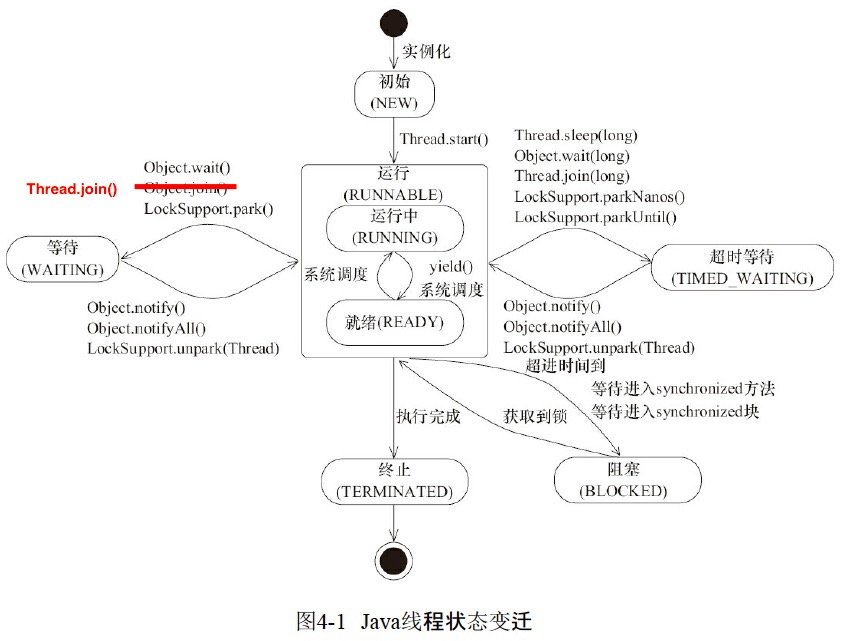 实例化
初始
(NEW)
Thread.start()
Object.wait()
Thread.join()
Object.join()
LockSupport.park()
Thread.sleep(long)
Object.wait(long)
Thread.join(long)
LockSupport.parkNanos()
LockSupport.parkUntil()
运行
(RUNNABLE)
运行中
(RUNNING)
等待
(WAITING)
系统调度
yield()
系统调度
就绪(READY)
超时等待
(TIMED_WAITING)
Object.notify()
Object.notifyAll()
LockSupport.unpark(Thread)
Object.notify()
Object.notifyAll()
LockSupport.unpark(Thread)
超进时间到
等待进入synchronized方法
等待进入synchronized块
执行完成
获取到锁
终止
(TERMINATED)
阻塞
(BLOCKED)
图4-1 Java线程状态变迁